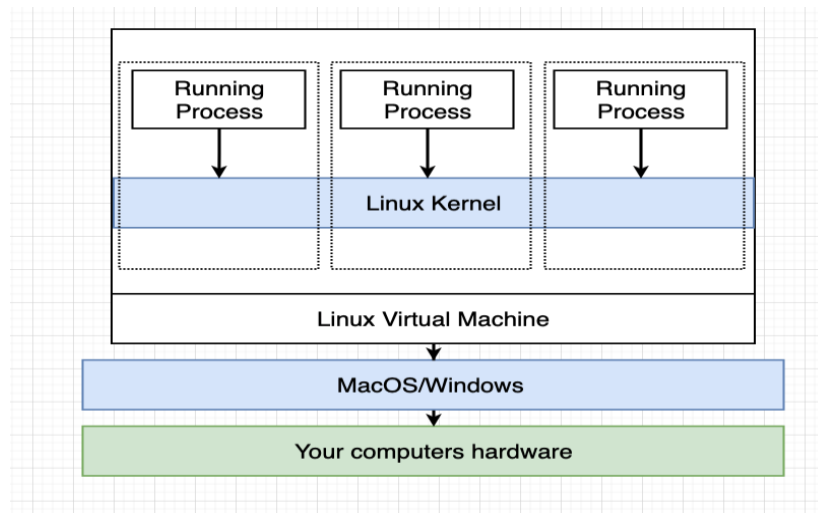 Running
Process
Running
Process
Running
Process
Linux Kernel
Linux Virtual Machine
MacOS/Windows
Your computers hardware